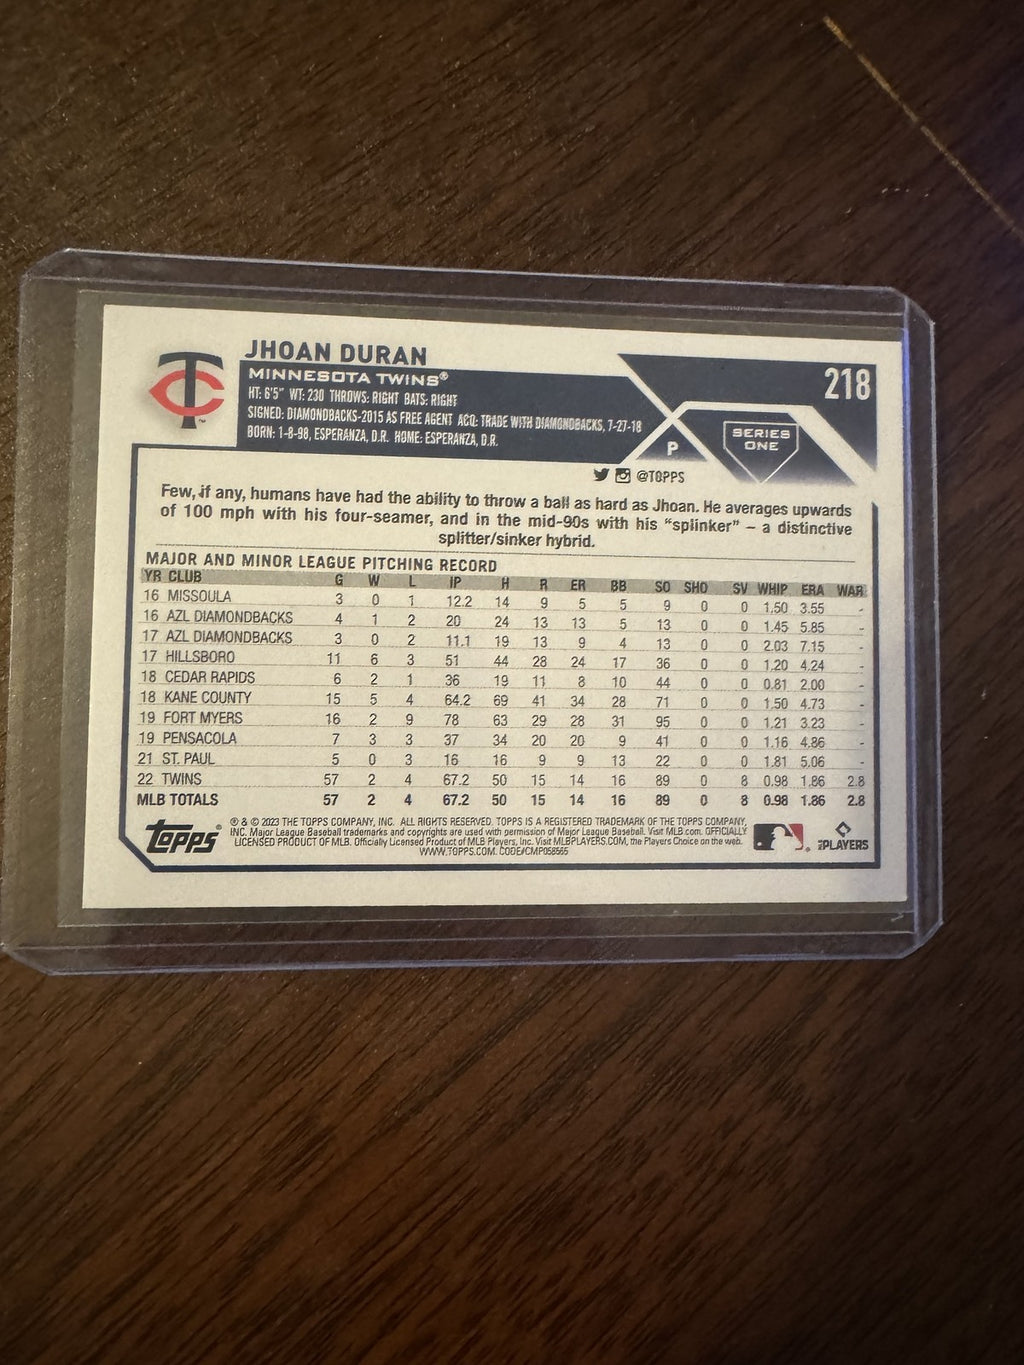 JHOAN DURAN
MINNESOTA TWINS®
HT: 6'5" WT: 230 THROWS: RIGHT BATS: RIGHT
SIGNED: DIAMONDBACKS-2015 AS FREE AGENT ACQ: TRADE WITH DIAMONDBACKS, 7-27-18
BORN: 1-8-98, ESPERANZA, D.R. HOME: ESPERANZA, D.R.
218
P
SERIES
ONE
@TOPPS
Few, if any, humans have had the ability to throw a ball as hard as Jhoan. He averages upwards
of 100 mph with his four-seamer, and in the mid-90s with his "splinker" – a distinctive
splitter/sinker hybrid.
MAJOR AND MINOR LEAGUE PITCHING RECORD
YR CLUB G W L IP H R ER BB SO SHO SV WHIP ERA WAR
16 MISSOULA 3 0 1 12.2 14 9 5 5 9 0 0 1.50 3.55 -
16 AZL DIAMONDBACKS 4 1 2 20 24 13 13 5 13 0 0 1.45 5.85 -
17 AZL DIAMONDBACKS 3 0 2 11.1 19 13 9 4 13 0 0 2.03 7.15 -
17 HILLSBORO 11 6 3 51 44 28 24 17 36 0 0 1.20 4.24 -
18 CEDAR RAPIDS 6 2 1 36 19 11 8 10 44 0 0 0.81 2.00 -
18 KANE COUNTY 15 5 4 64.2 69 41 34 28 71 0 0 1.50 4.73 -
19 FORT MYERS 16 2 9 78 63 29 28 31 95 0 0 1.21 3.23 -
19 PENSACOLA 7 3 3 37 34 20 20 9 41 0 0 1.16 4.86 -
21 ST. PAUL 5 0 3 16 16 9 9 13 22 0 0 1.81 5.06 -
22 TWINS 57 2 4 67.2 50 15 14 16 89 0 8 0.98 1.86 2.8
MLB TOTALS 57 2 4 67.2 50 15 14 16 89 0 8 0.98 1.86 2.8
Topps®
® & © 2023 THE TOPPS COMPANY, INC. ALL RIGHTS RESERVED. TOPPS IS A REGISTERED TRADEMARK OF THE TOPPS COMPANY,
INC. Major League Baseball trademarks and copyrights are used with permission of Major League Baseball. Visit MLB.com. OFFICIALLY
LICENSED PRODUCT OF MLB. Officially Licensed Product of MLB Players, Inc. Visit MLBPLAYERS.COM, the Players Choice on the web.
WWW.TOPPS.COM. CODE#CMP058565
MLB PLAYERS